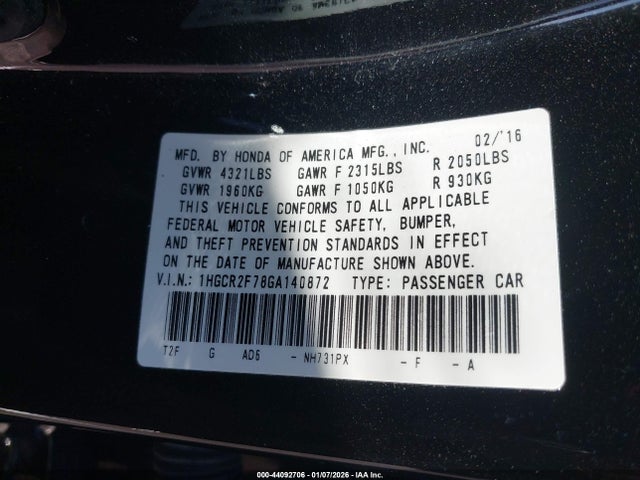 MFD. BY HONDA OF AMERICA MFG., INC. 02/'16
GVWR 4321LBS GAWR F 2315LBS R 2050LBS
GVWR 1960KG GAWR F 1050KG R 930KG
THIS VEHICLE CONFORMS TO ALL APPLICABLE
FEDERAL MOTOR VEHICLE SAFETY, BUMPER,
AND THEFT PREVENTION STANDARDS IN EFFECT
ON THE DATE OF MANUFACTURE SHOWN ABOVE.
V.I.N.: 1HGCR2F78GA140872 TYPE: PASSENGER CAR
T2F G AD5 - NH731PX - F - A
000-44092706 - 01/07/2026 - IAA Inc.